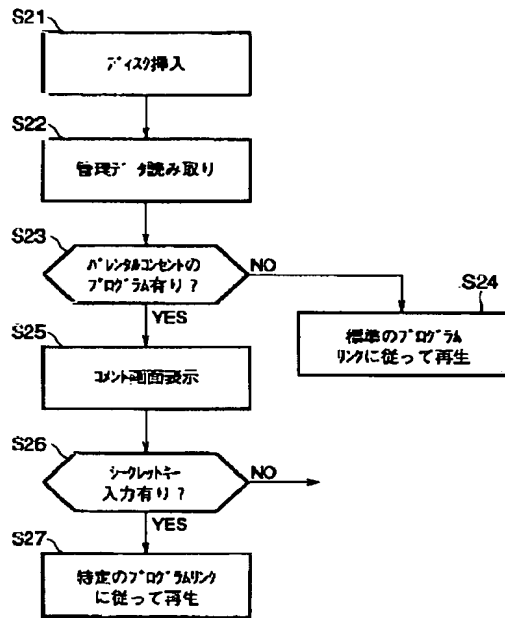 S21
ディスク挿入
S22
管理データ読み取り
S23
パレンタルコンセントの
プログラム有り?
NO
YES
S24
標準のプログラム
リンクに従って再生
S25
コメント画面表示
S26
シークレットキー
入力有り?
NO
YES
S27
特定のプログラムリンク
に従って再生